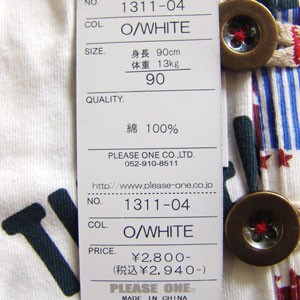 NO. 1311-04
COL. O/WHITE
SIZE. 身長 90cm
体重 13kg
90
QUALITY.
綿 100%
PLEASE ONE CO.,LTD.
052-910-8511
http://www.please-one.co.jp
NO. 1311-04
COL. O/WHITE
PRICE. ¥2,800-
(税込¥2,940-)
PLEASE ONE.
MADE IN CHINA